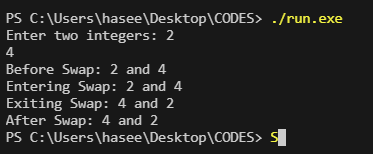 PS C:\Users\hasee\Desktop\CODES> ./run.exe
Enter two integers: 2
4
Before Swap: 2 and 4
Entering Swap: 2 and 4
Exiting Swap: 4 and 2
After Swap: 4 and 2
PS C:\Users\hasee\Desktop\CODES> S